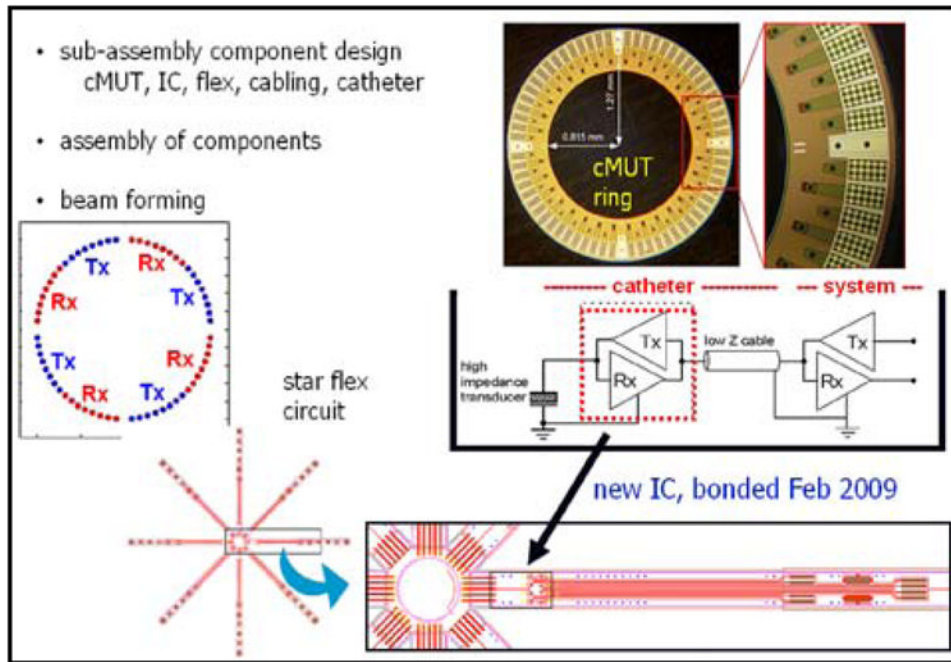 • sub-assembly component design
cMUT, IC, flex, cabling, catheter
• assembly of components
• beam forming
1.27 mm
0.815 mm
cMUT
ring
Tx
Rx
Rx
Tx
Tx
Rx
Rx
Tx
star flex
circuit
catheter
system
high
impedance
transducer
Tx
Rx
low Z cable
Tx
Rx
new IC, bonded Feb 2009